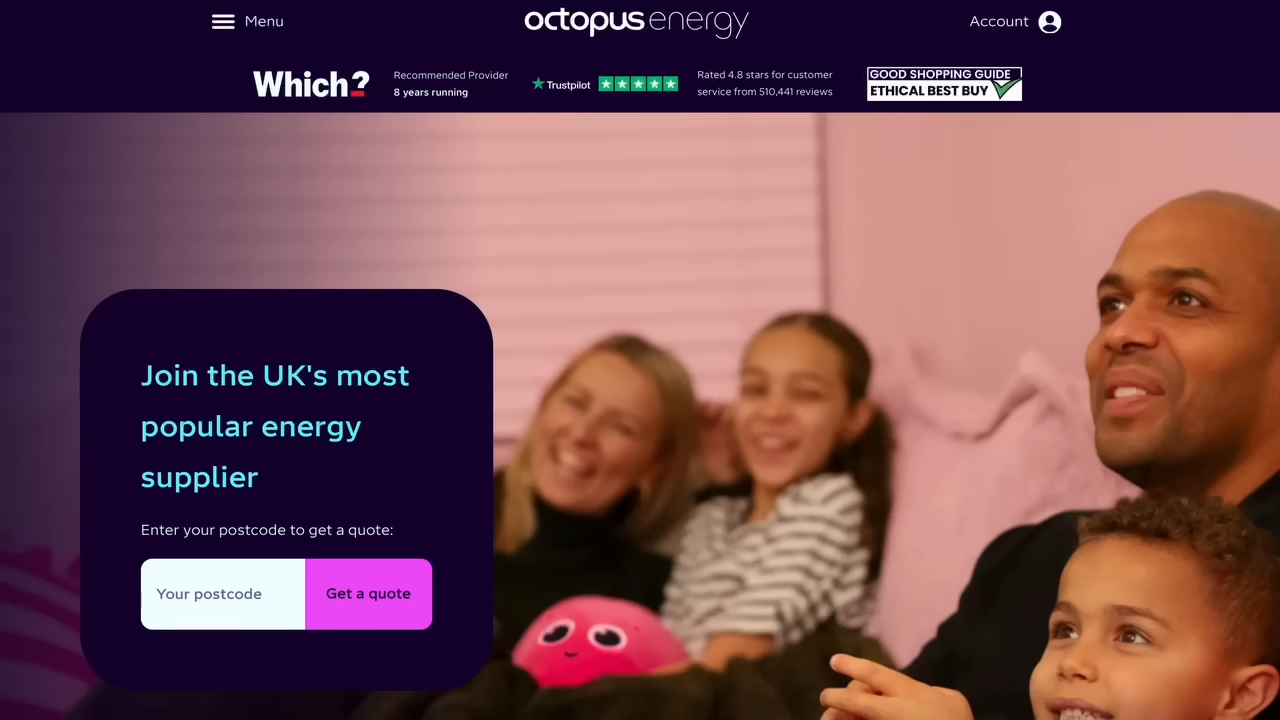 Menu
octopus energy
Account
Which?
Recommended Provider
8 years running
Trustpilot
Rated 4.8 stars for customer
service from 510,441 reviews
GOOD SHOPPING GUIDE
ETHICAL BEST BUY
Join the UK's most
popular energy
supplier
Enter your postcode to get a quote:
Your postcode
Get a quote